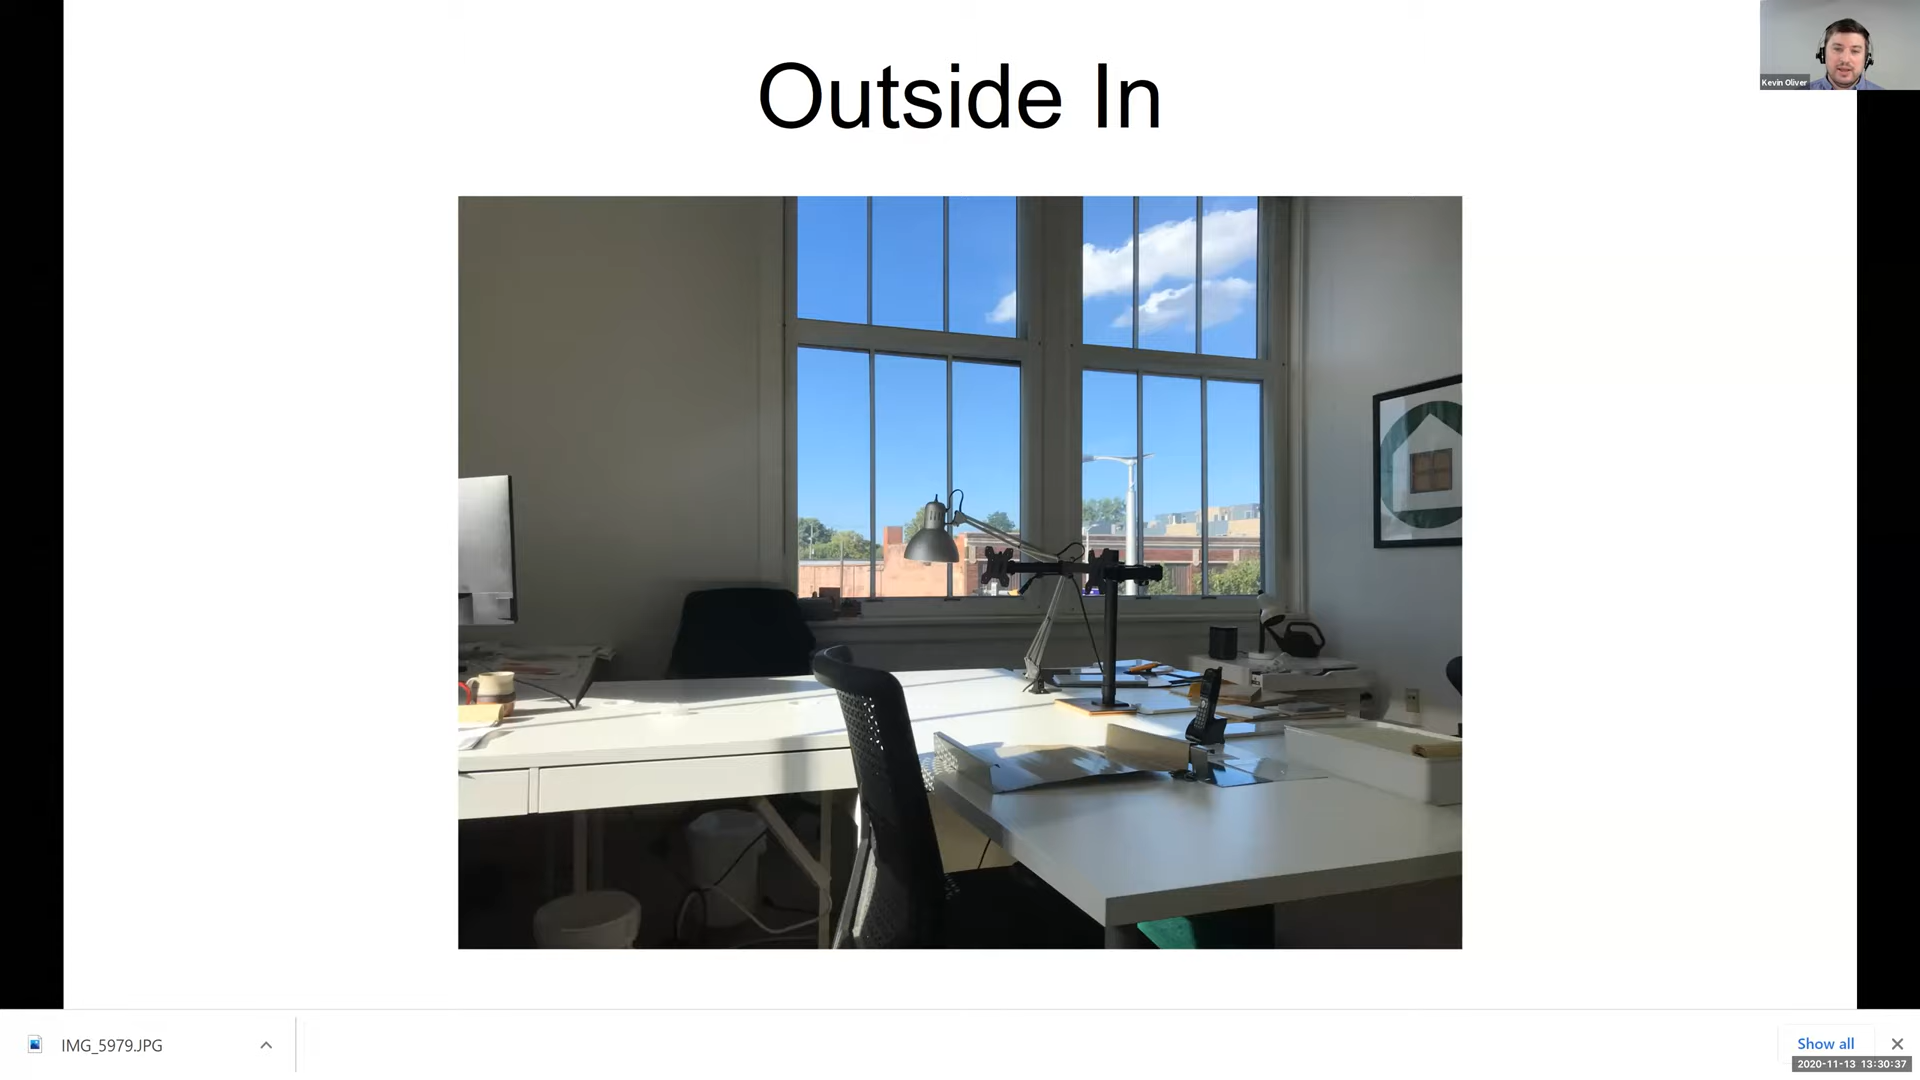 Outside In
Kevin Oliver
IMG_5979.JPG
Show all
2020-11-13 13:30:37